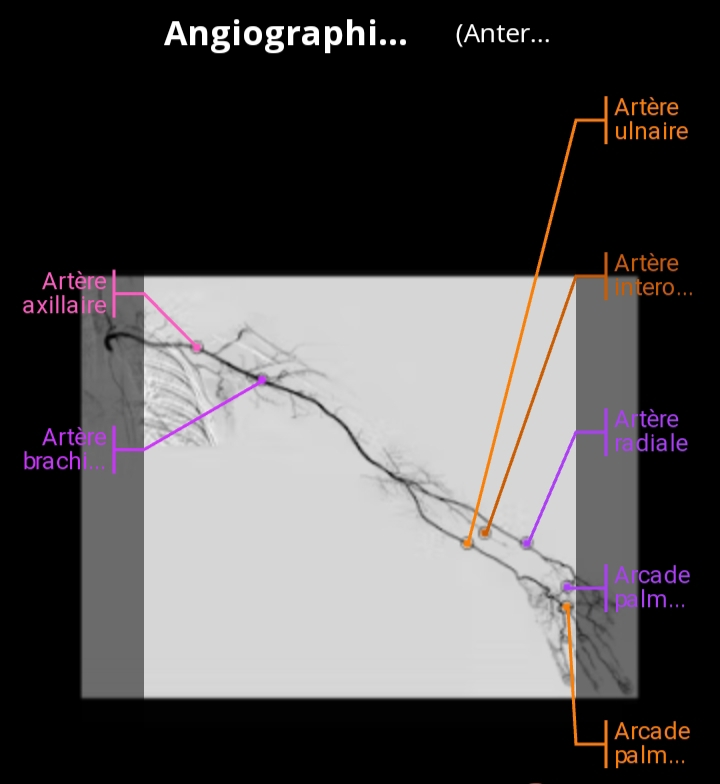 Angiographi... (Anter...
Artère
ulnaire
Artère
intero...
Artère
axillaire
Artère
radiale
Artère
brachi...
Arcade
palm...
Arcade
palm...